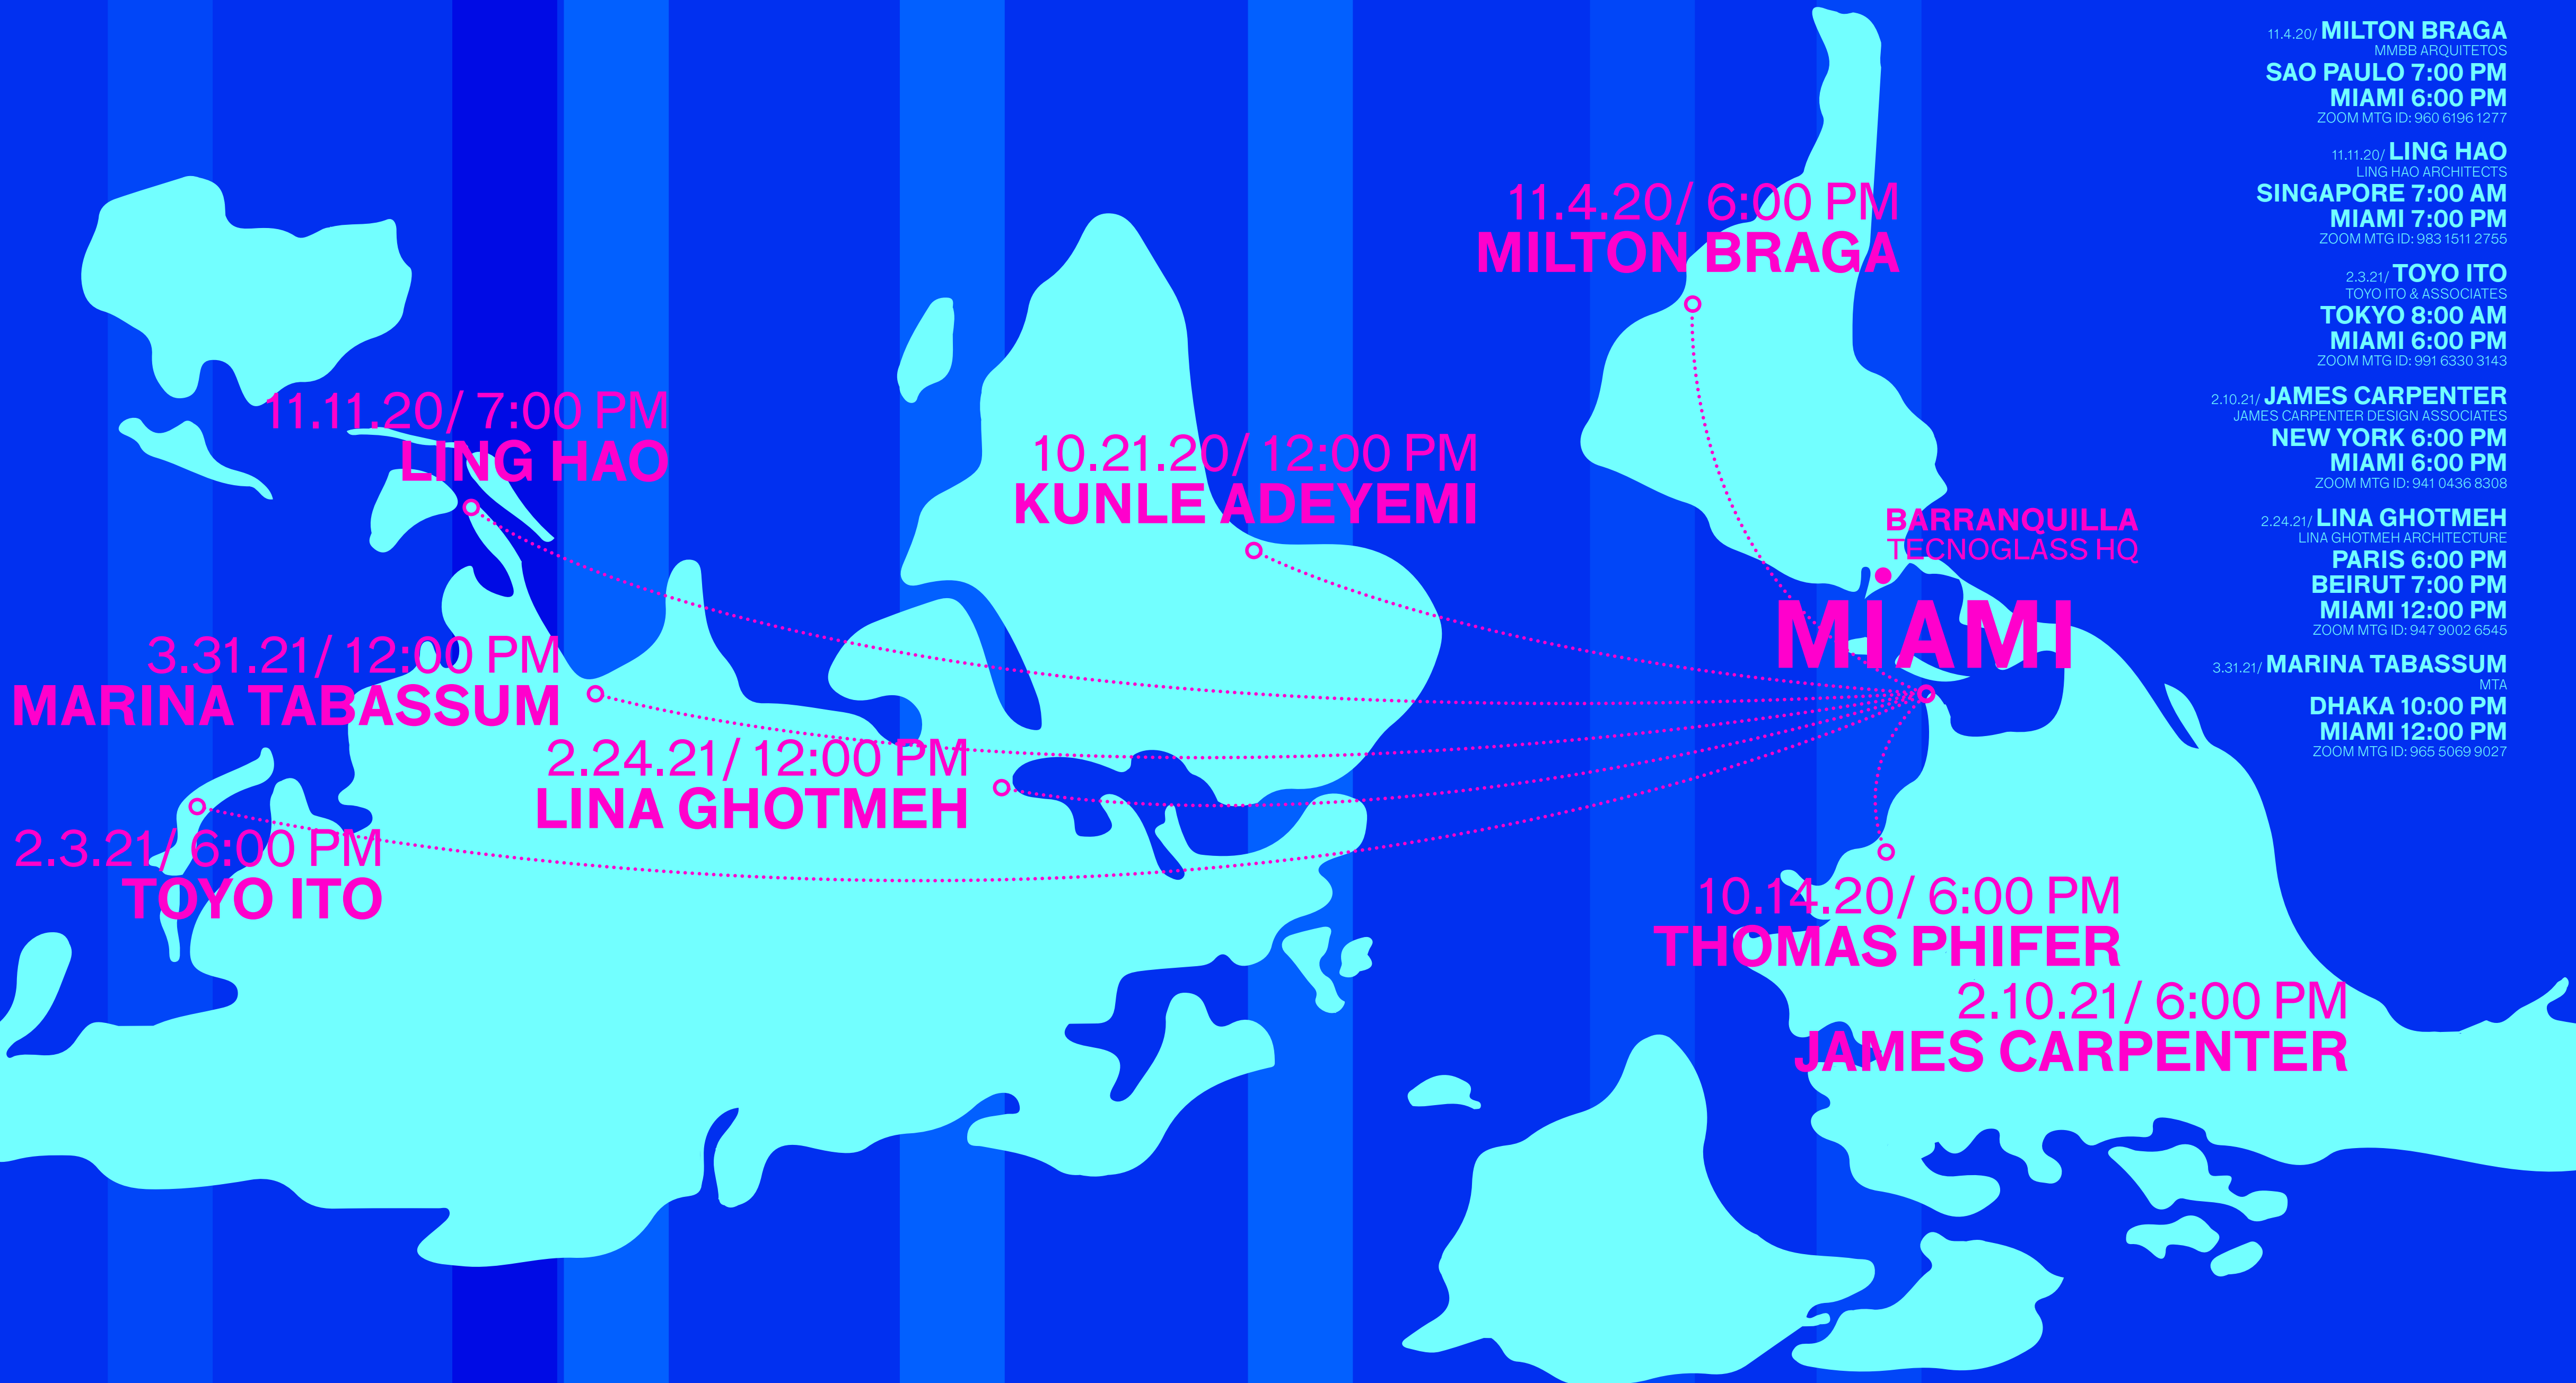 11.4.20/ 6:00 PM
MILTON BRAGA
11.11.20/ 7:00 PM
LING HAO
10.21.20/ 12:00 PM
KUNLE ADEYEMI
BARRANQUILLA
TECNOGLASS HQ
MIAMI
3.31.21/ 12:00 PM
MARINA TABASSUM
2.24.21/ 12:00 PM
LINA GHOTMEH
2.3.21/ 6:00 PM
TOYO ITO
10.14.20/ 6:00 PM
THOMAS PHIFER
2.10.21/ 6:00 PM
JAMES CARPENTER
11.4.20/ MILTON BRAGA
MMBB ARQUITETOS
SAO PAULO 7:00 PM
MIAMI 6:00 PM
ZOOM MTG ID: 960 6196 1277
11.11.20/ LING HAO
LING HAO ARCHITECTS
SINGAPORE 7:00 AM
MIAMI 7:00 PM
ZOOM MTG ID: 983 1511 2755
2.3.21/ TOYO ITO
TOYO ITO & ASSOCIATES
TOKYO 8:00 AM
MIAMI 6:00 PM
ZOOM MTG ID: 991 6330 3143
2.10.21/ JAMES CARPENTER
JAMES CARPENTER DESIGN ASSOCIATES
NEW YORK 6:00 PM
MIAMI 6:00 PM
ZOOM MTG ID: 941 0436 8308
2.24.21/ LINA GHOTMEH
LINA GHOTMEH ARCHITECTURE
PARIS 6:00 PM
BEIRUT 7:00 PM
MIAMI 12:00 PM
ZOOM MTG ID: 947 9002 6545
3.31.21/ MARINA TABASSUM
MTA
DHAKA 10:00 PM
MIAMI 12:00 PM
ZOOM MTG ID: 965 5069 9027